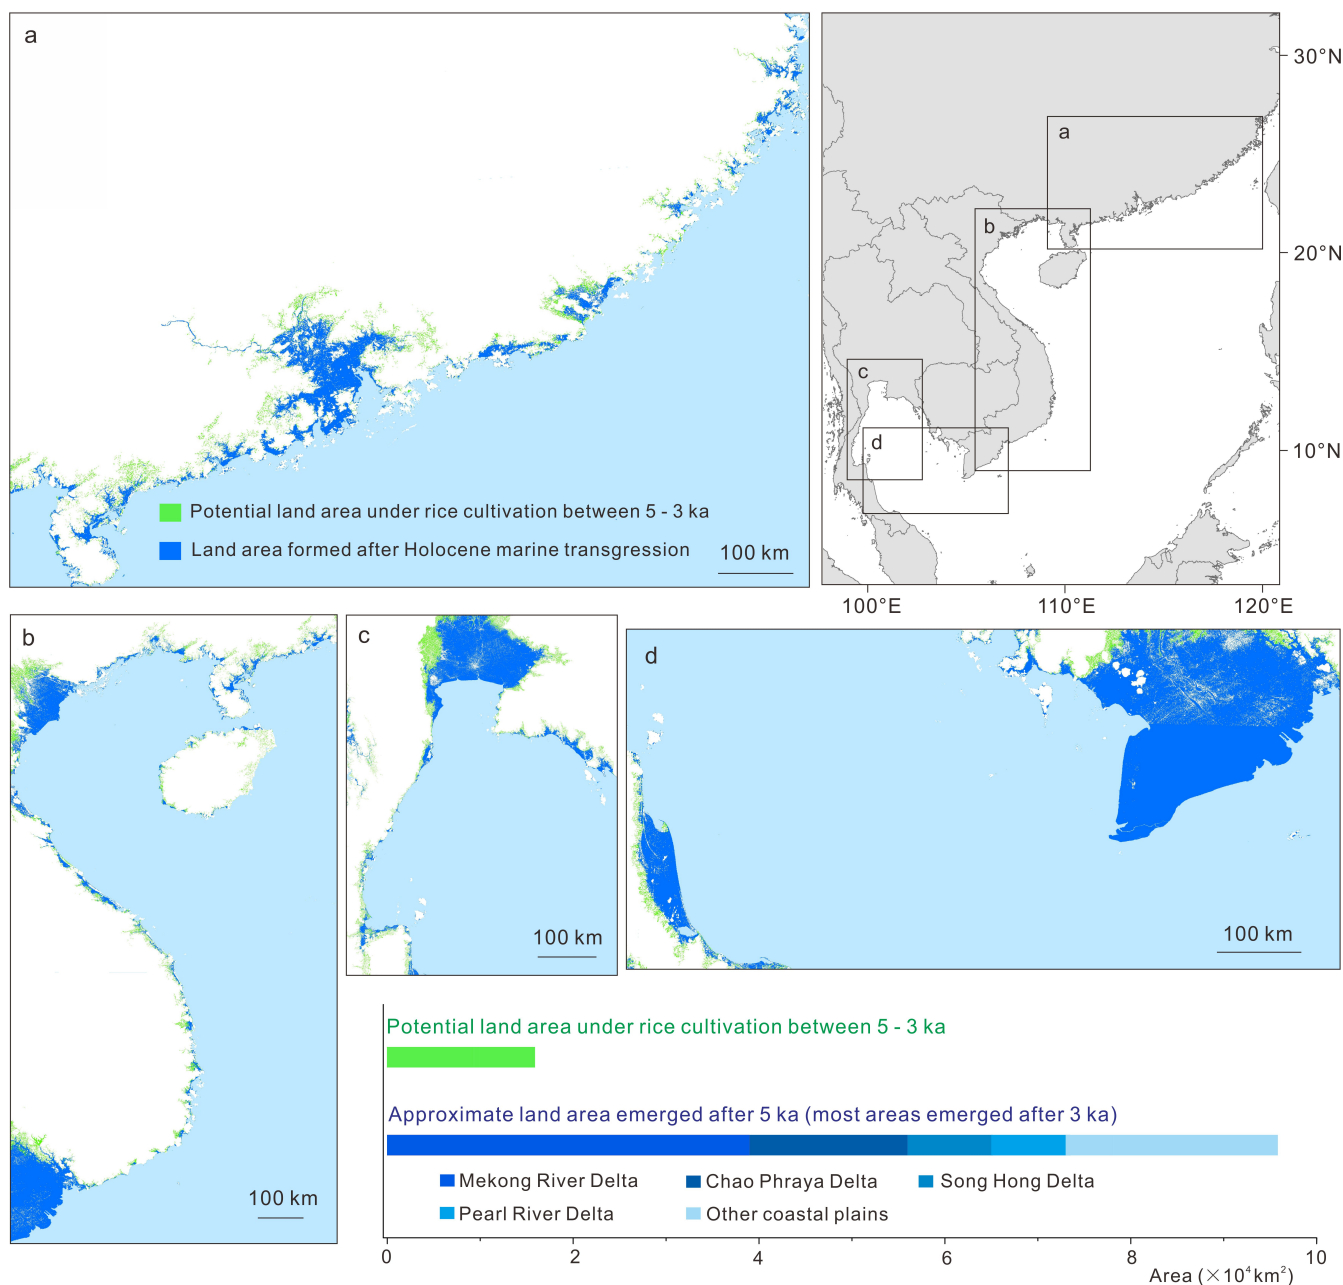 a
Potential land area under rice cultivation between 5 - 3 ka
Land area formed after Holocene marine transgression
100 km
a
b
c
d
30°N
20°N
10°N
100°E
110°E
120°E
b
100 km
c
100 km
d
100 km
Potential land area under rice cultivation between 5 - 3 ka
Approximate land area emerged after 5 ka (most areas emerged after 3 ka)
Mekong River Delta
Chao Phraya Delta
Song Hong Delta
Pearl River Delta
Other coastal plains
0
2
4
6
8
10
Area (×10⁴km²)